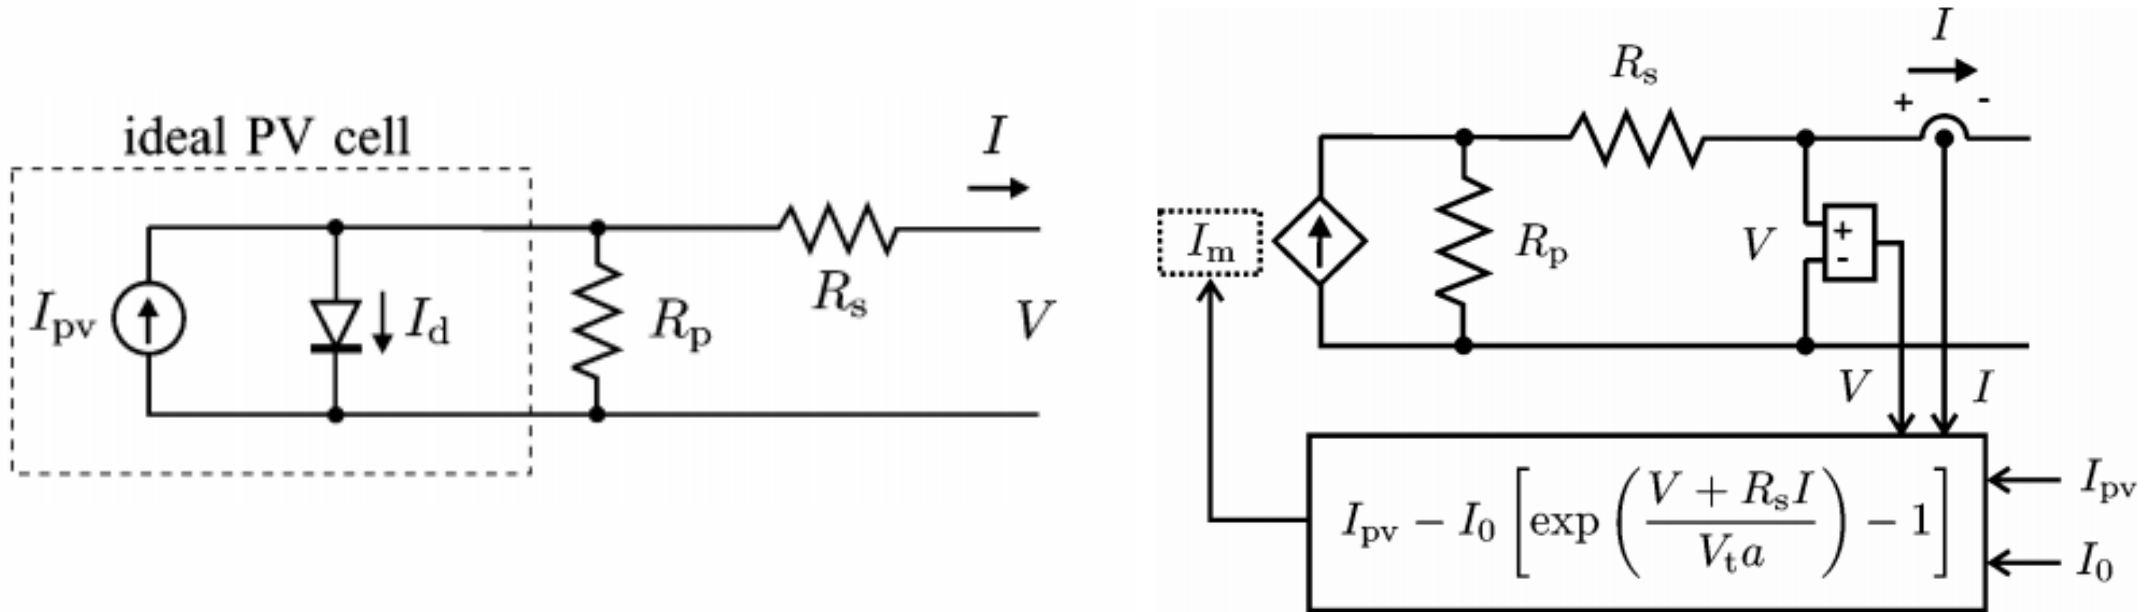 ideal PV cell
I
I_pv
I_d
R_p
R_s
V
I
R_s
+ -
I_m
R_p
V
+
-
V
I
I_pv − I_0 [exp ((V + R_s I) / (V_t a)) − 1]
I_pv
I_0